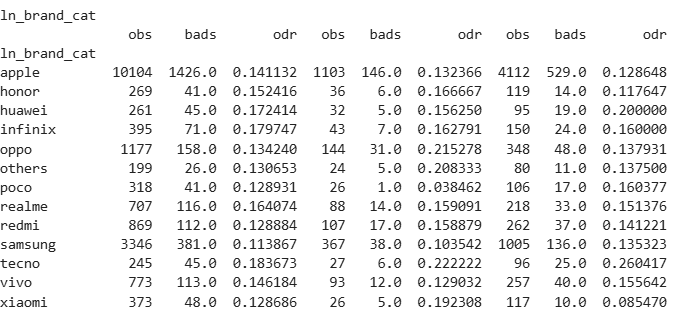 ln_brand_cat
obs bads odr obs bads odr obs bads odr
ln_brand_cat
apple 10104 1426.0 0.141132 1103 146.0 0.132366 4112 529.0 0.128648
honor 269 41.0 0.152416 36 6.0 0.166667 119 14.0 0.117647
huawei 261 45.0 0.172414 32 5.0 0.156250 95 19.0 0.200000
infinix 395 71.0 0.179747 43 7.0 0.162791 150 24.0 0.160000
oppo 1177 158.0 0.134240 144 31.0 0.215278 348 48.0 0.137931
others 199 26.0 0.130653 24 5.0 0.208333 80 11.0 0.137500
poco 318 41.0 0.128931 26 1.0 0.038462 106 17.0 0.160377
realme 707 116.0 0.164074 88 14.0 0.159091 218 33.0 0.151376
redmi 869 112.0 0.128884 107 17.0 0.158879 262 37.0 0.141221
samsung 3346 381.0 0.113867 367 38.0 0.103542 1005 136.0 0.135323
tecno 245 45.0 0.183673 27 6.0 0.222222 96 25.0 0.260417
vivo 773 113.0 0.146184 93 12.0 0.129032 257 40.0 0.155642
xiaomi 373 48.0 0.128686 26 5.0 0.192308 117 10.0 0.085470